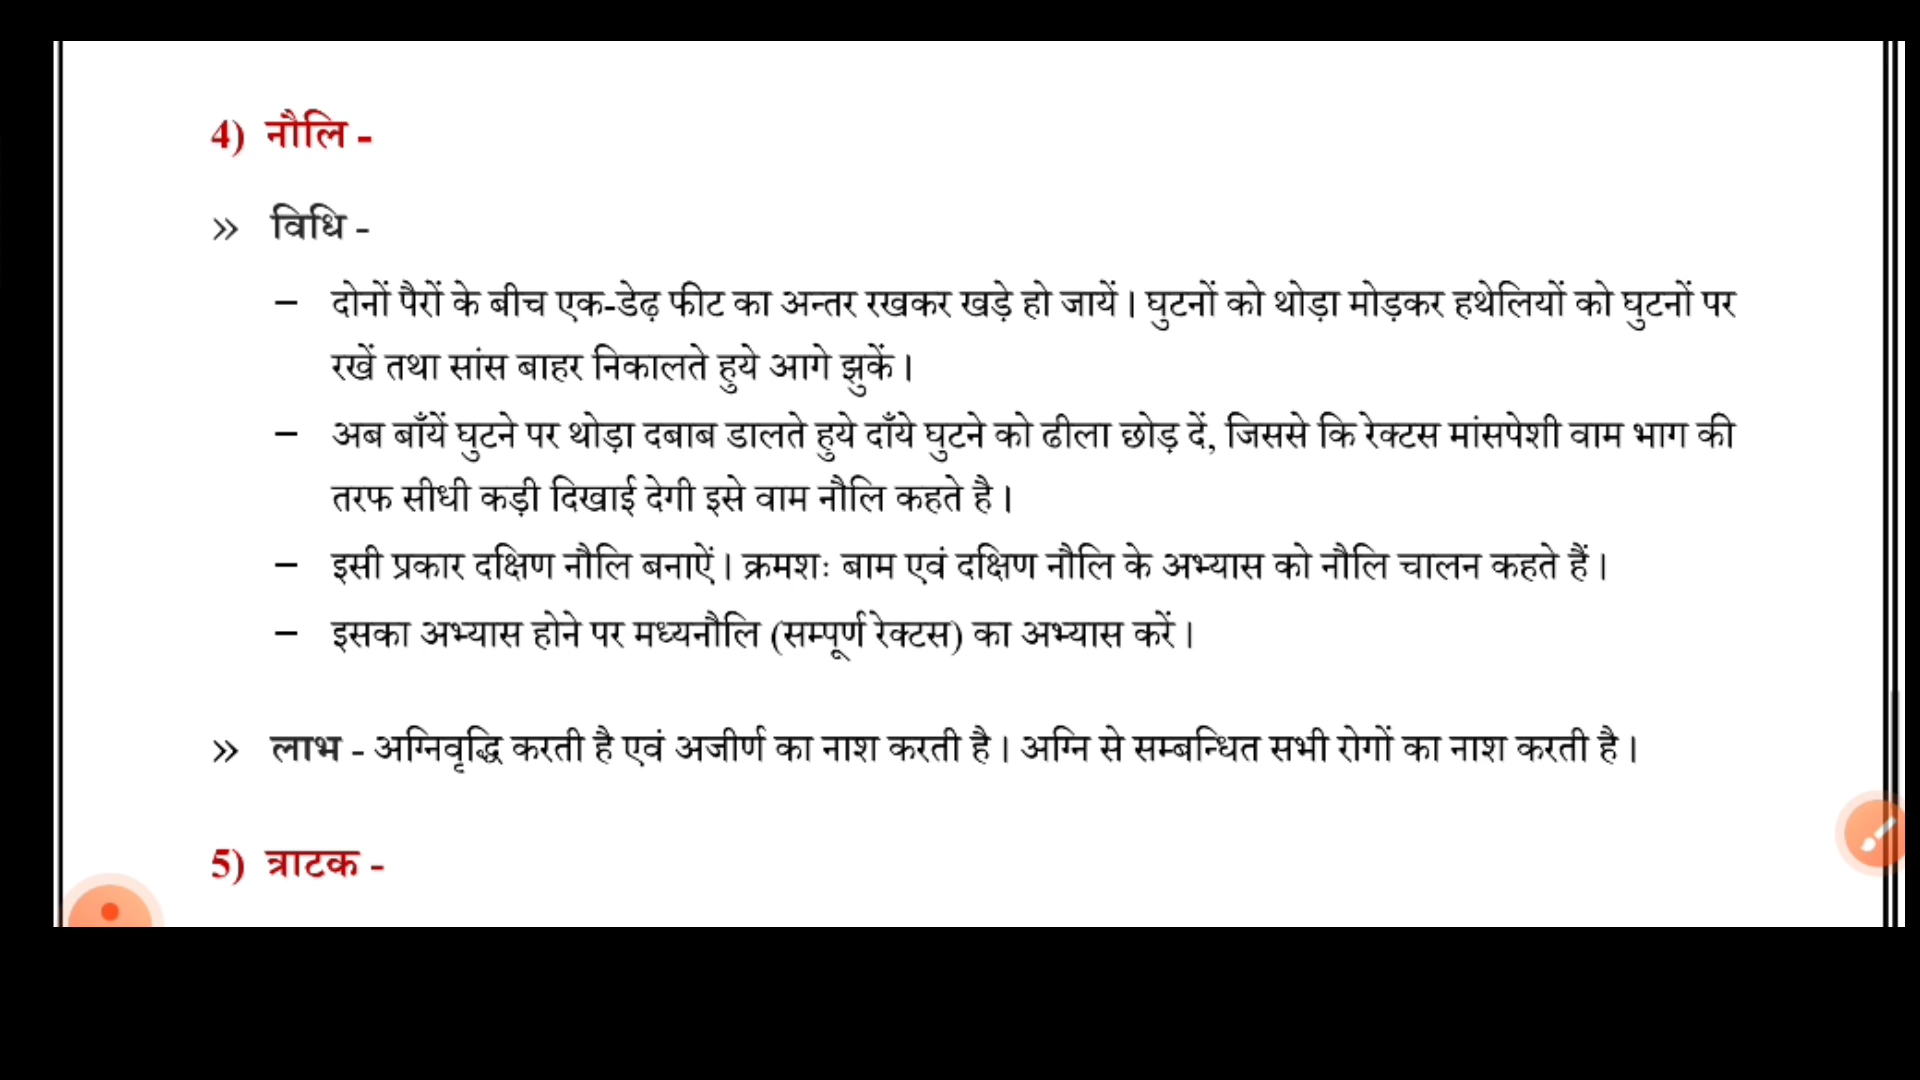 4) नौलि -
» विधि -
– दोनों पैरों के बीच एक-डेढ़ फीट का अन्तर रखकर खड़े हो जायें। घुटनों को थोड़ा मोड़कर हथेलियों को घुटनों पर
रखें तथा सांस बाहर निकालते हुये आगे झुकें।
– अब बाँयें घुटने पर थोड़ा दबाब डालते हुये दाँये घुटने को ढीला छोड़ दें, जिससे कि रेक्टस मांसपेशी वाम भाग की
तरफ सीधी कड़ी दिखाई देगी इसे वाम नौलि कहते है।
– इसी प्रकार दक्षिण नौलि बनाऐं। क्रमशः बाम एवं दक्षिण नौलि के अभ्यास को नौलि चालन कहते हैं।
– इसका अभ्यास होने पर मध्यनौलि (सम्पूर्ण रेक्टस) का अभ्यास करें।
» लाभ - अग्निवृद्धि करती है एवं अजीर्ण का नाश करती है। अग्नि से सम्बन्धित सभी रोगों का नाश करती है।
5) त्राटक -